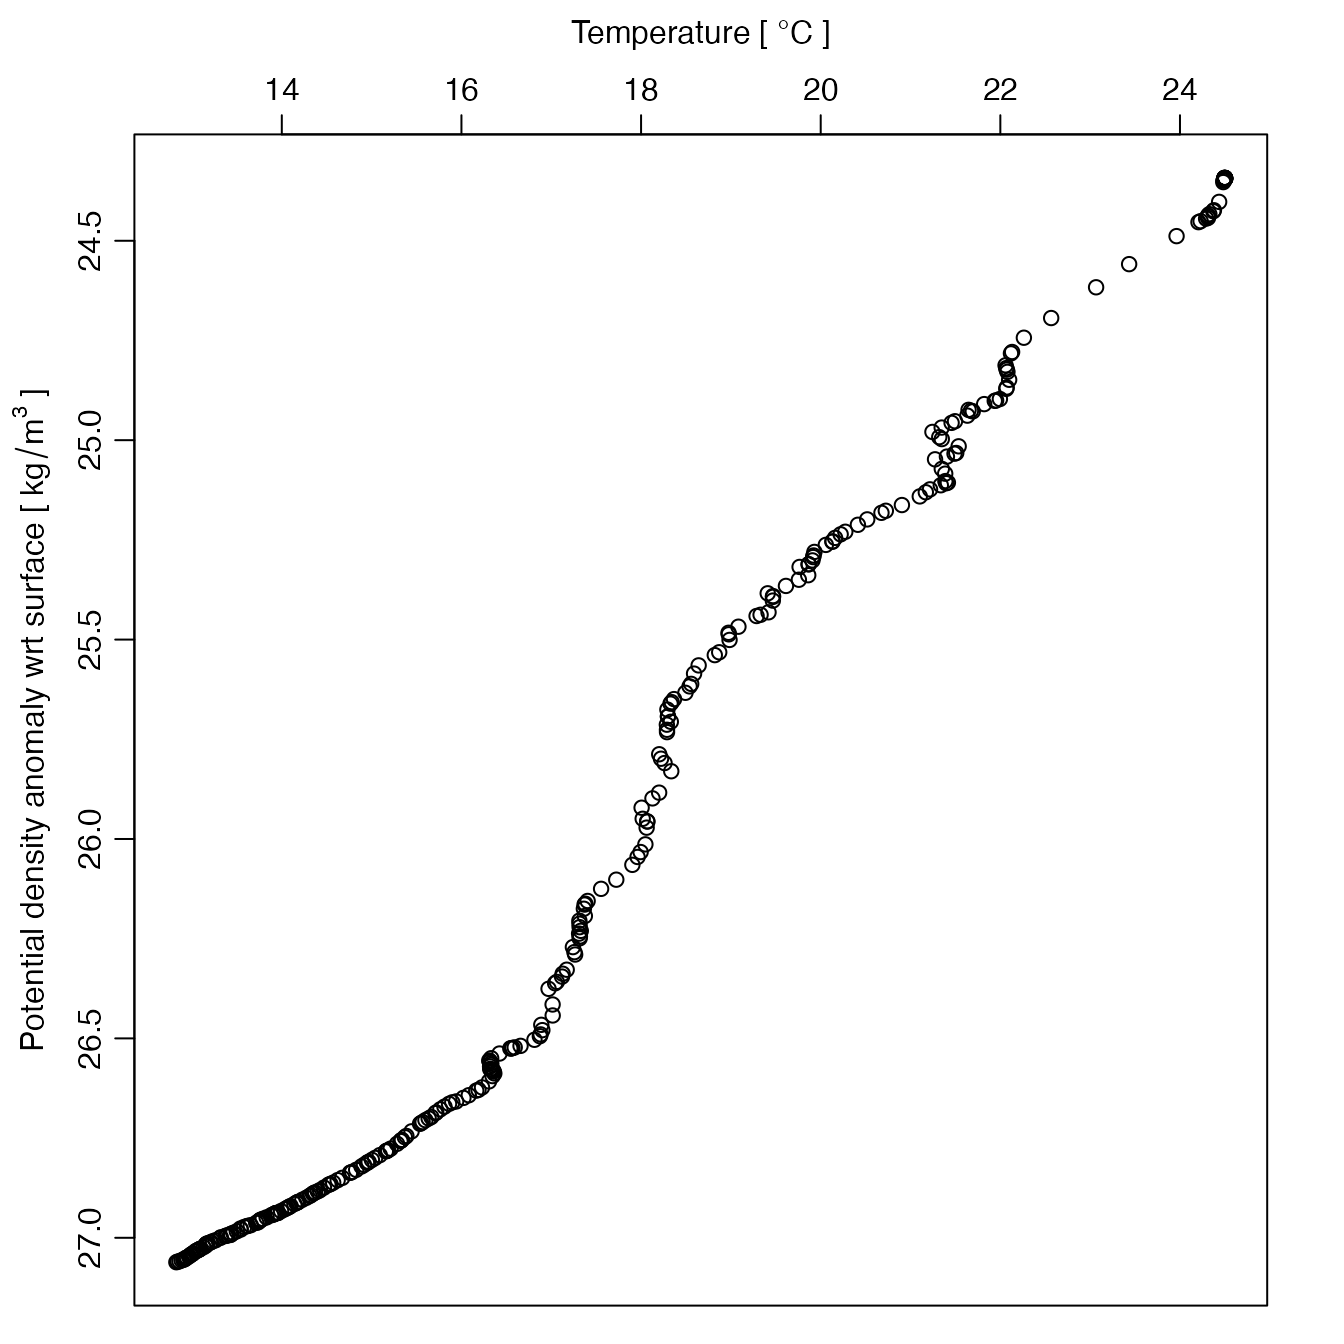 Temperature [ °C ]
14 16 18 20 22 24
Potential density anomaly wrt surface [ kg/m³ ]
24.5
25.0
25.5
26.0
26.5
27.0